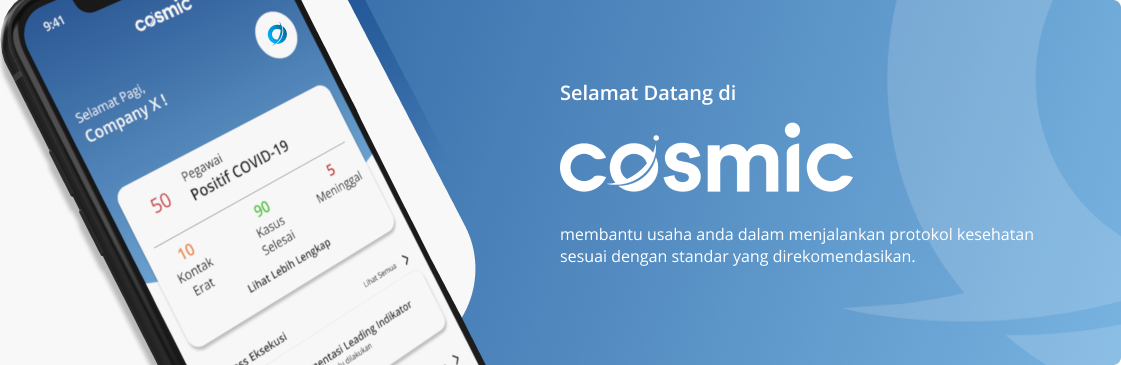 9:41
cosmic
Selamat Pagi,
Company X !
50
Pegawai
Positif COVID-19
10
Kontak
Erat
90
Kasus
Selesai
5
Meninggal
Lihat Lebih Lengkap
Lihat Semua
Eksekusi
Leading Indikator
dilakukan
Selamat Datang di
cosmic
membantu usaha anda dalam menjalankan protokol kesehatan
sesuai dengan standar yang direkomendasikan.